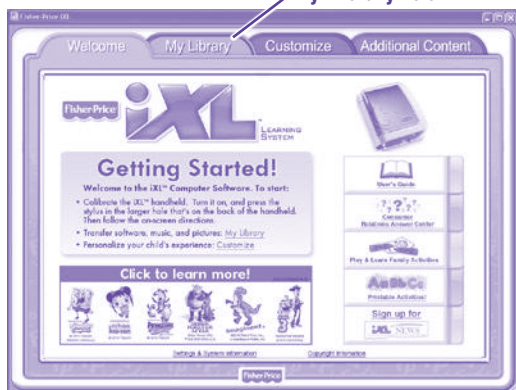 Fisher-Price iXL
Welcome
My Library
Customize
Additional Content
Fisher-Price
iXL
LEARNING
SYSTEM
Getting Started!
Welcome to the iXL™ Computer Software. To start:
• Calibrate the iXL™ handheld. Turn it on, and press the
stylus in the larger hole that's on the back of the handheld.
Then follow the on-screen directions.
• Transfer software, music, and pictures: My Library
• Personalize your child's experience: Customize
Click to learn more!
User's Guide
Consumer
Relations Answer Center
Play & Learn Family Activities
AaBbCc
Printable Activities!
Sign up for
iXL NEWS
Settings & System Information
Copyright Information
Fisher-Price